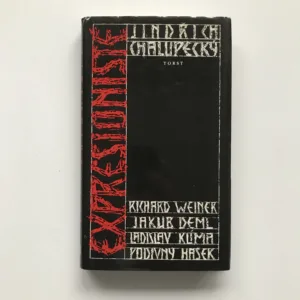 EXPRESIONISTÉ
JINDŘICH
CHALUPECKÝ
TORST
RICHARD WEINER
JAKUB DEML
LADISLAV KLÍMA
PODIVNÝ HAŠEK